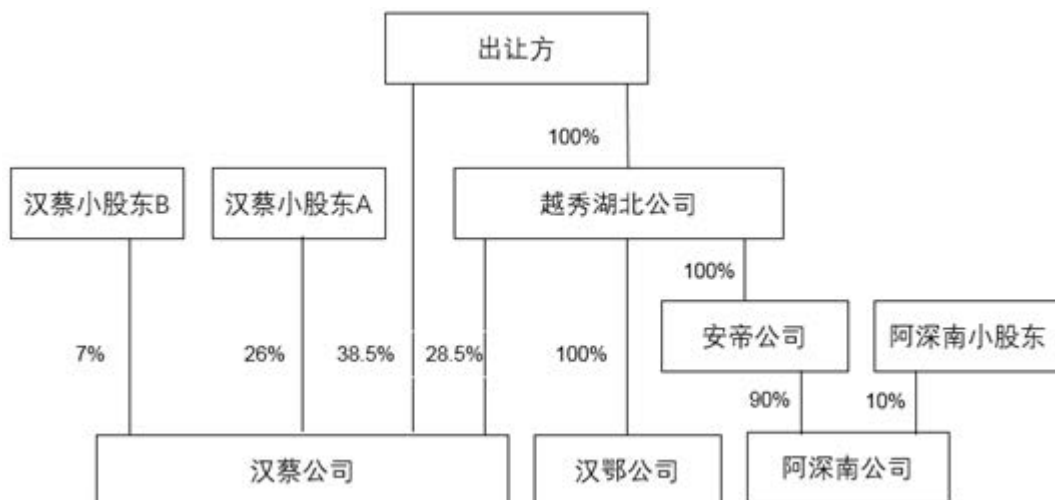 出让方
100%
汉蔡小股东B
汉蔡小股东A
越秀湖北公司
100%
安帝公司
阿深南小股东
7%
26%
38.5%
28.5%
100%
90%
10%
汉蔡公司
汉鄂公司
阿深南公司